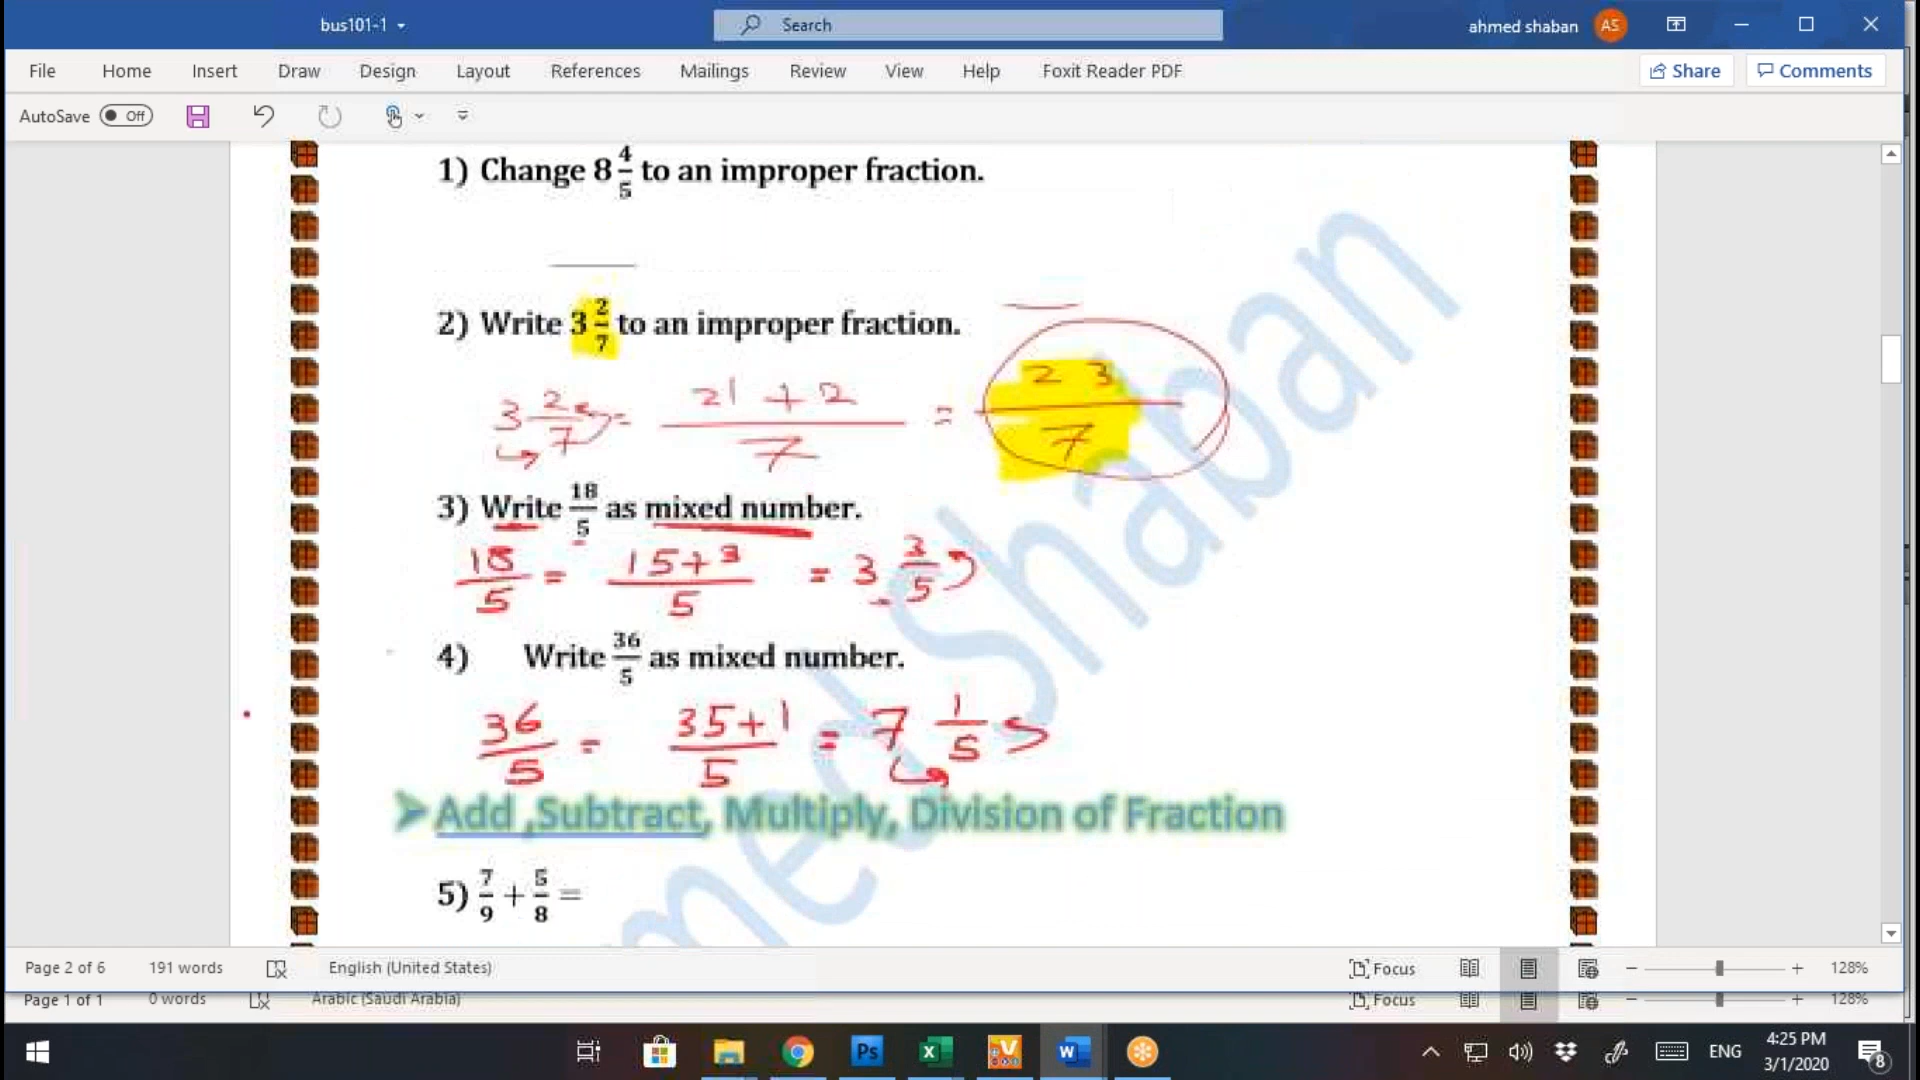 bus101-1
Search
ahmed shaban AS
File Home Insert Draw Design Layout References Mailings Review View Help Foxit Reader PDF Share Comments
AutoSave Off
1) Change 8 4/5 to an improper fraction.
2) Write 3 2/7 to an improper fraction.
3 2/7 = 21 + 2 / 7 = 23/7
3) Write 18/5 as mixed number.
18/5 = 15+3 / 5 = 3 3/5
4) Write 36/5 as mixed number.
36/5 = 35+1 / 5 = 7 1/5
Add ,Subtract, Multiply, Division of Fraction
5) 7/9 + 5/8 =
med Shaban
Page 2 of 6 191 words English (United States) Focus 128%
Page 1 of 1 0 words Arabic (Saudi Arabia) Focus 128%
Ps
ENG
4:25 PM
3/1/2020
8